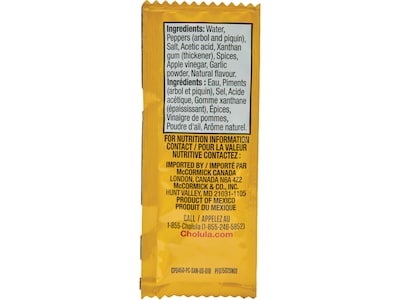 Ingredients: Water,
Peppers (arbol and piquin),
Salt, Acetic acid, Xanthan
gum (thickener), Spices,
Apple vinegar, Garlic
powder, Natural flavour.
Ingrédients : Eau, Piments
(arbol et piquin), Sel, Acide
acétique, Gomme xanthane
(épaississant), Épices,
Vinaigre de pommes,
Poudre d'ail, Arôme naturel.
FOR NUTRITION INFORMATION
CONTACT / POUR LA VALEUR
NUTRITIVE CONTACTEZ :
IMPORTED BY / IMPORTÉ PAR
McCORMICK CANADA
LONDON, CANADA N6A 4Z2
McCORMICK & CO., INC.
HUNT VALLEY, MD 21031-1105
PRODUCT OF MEXICO
PRODUIT DU MEXIQUE
CALL / APPELEZ AU
1-855-Cholula (1-855-246-5852)
Cholula.com